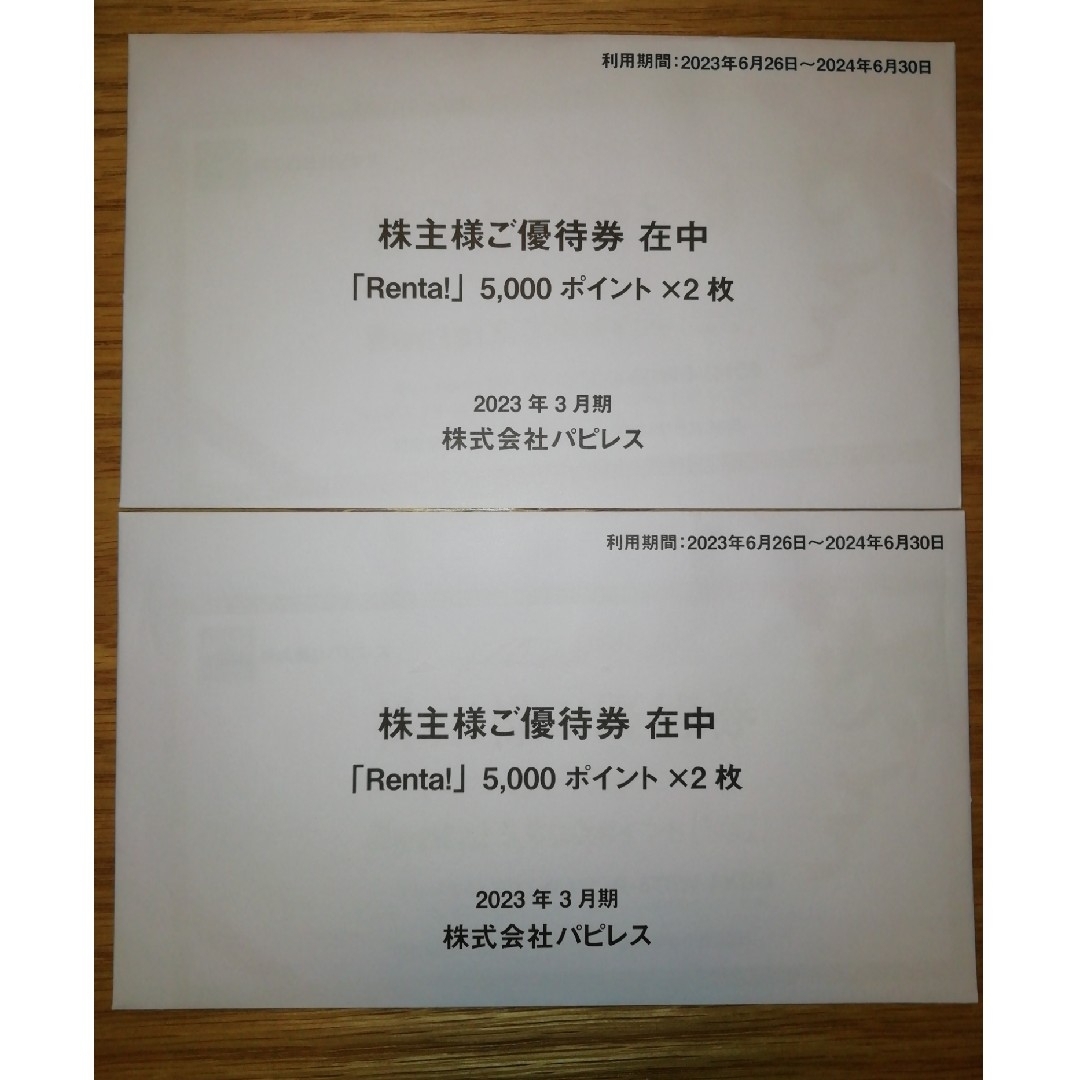 利用期間:2023年6月26日〜2024年6月30日
株主様ご優待券 在中
「Renta!」 5,000 ポイント ×2 枚
2023 年 3 月期
株式会社パピレス
利用期間:2023年6月26日〜2024年6月30日
株主様ご優待券 在中
「Renta!」 5,000 ポイント ×2 枚
2023 年 3 月期
株式会社パピレス